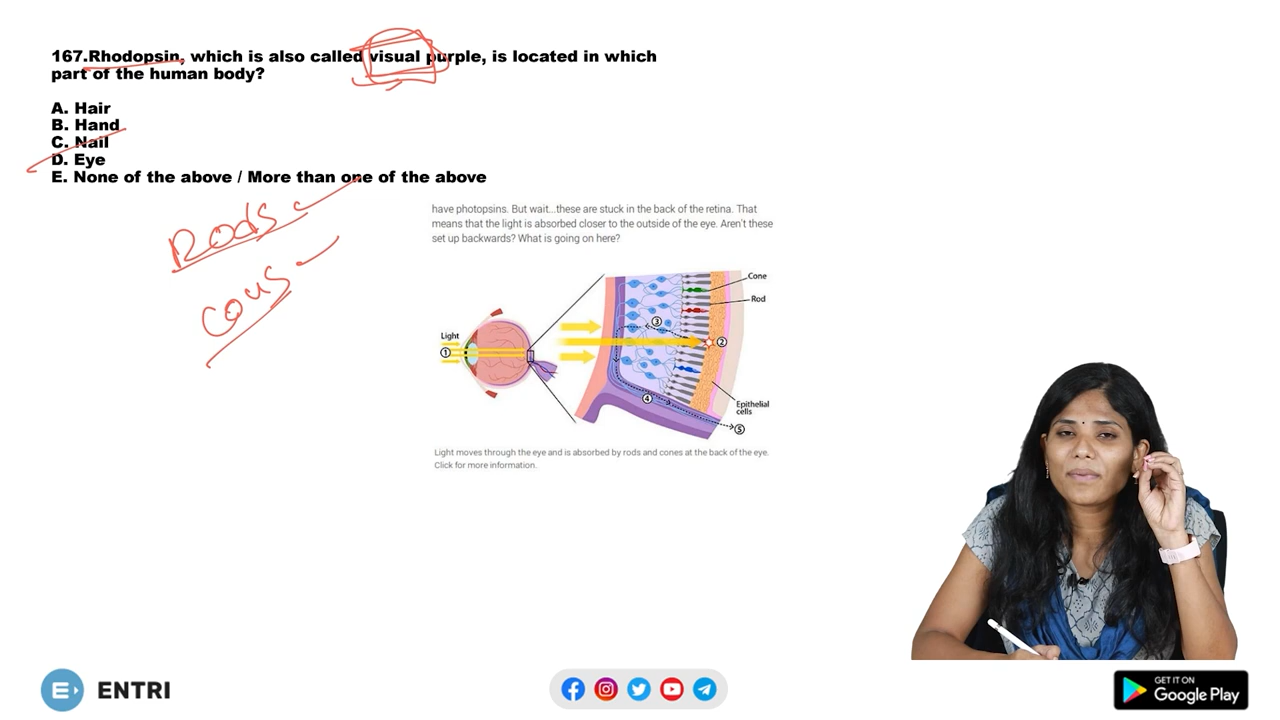 167.Rhodopsin, which is also called visual purple, is located in which
part of the human body?
A. Hair
B. Hand
C. Nail
D. Eye
E. None of the above / More than one of the above
Rods
cons
have photopsins. But wait...these are stuck in the back of the retina. That
means that the light is absorbed closer to the outside of the eye. Aren't these
set up backwards? What is going on here?
Cone
Rod
Light
1
3
2
4
Epithelial
cells
5
Light moves through the eye and is absorbed by rods and cones at the back of the eye.
Click for more information.
E
ENTRI
GET IT ON
Google Play